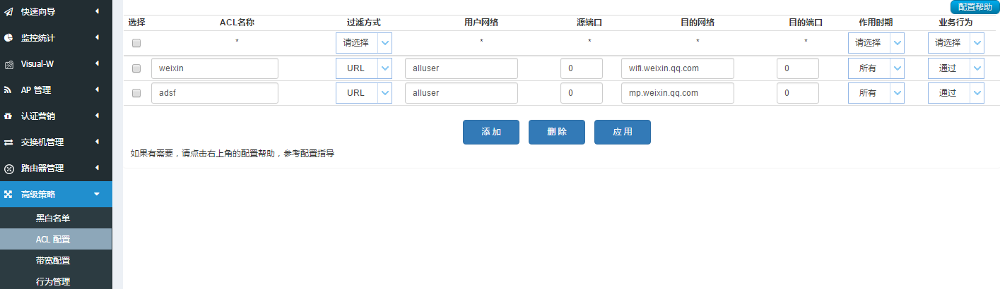 快速向导
监控统计
Visual-W
AP 管理
认证营销
交换机管理
路由器管理
高级策略
黑白名单
ACL 配置
带宽配置
行为管理
配置帮助
选择 ACL名称 过滤方式 用户网络 源端口 目的网络 目的端口 作用时期 业务行为
* 请选择 * * * * 请选择 请选择
weixin URL alluser 0 wifi.weixin.qq.com 0 所有 通过
adsf URL alluser 0 mp.weixin.qq.com 0 所有 通过
添 加 删 除 应 用
如果有需要，请点击右上角的配置帮助，参考配置指导